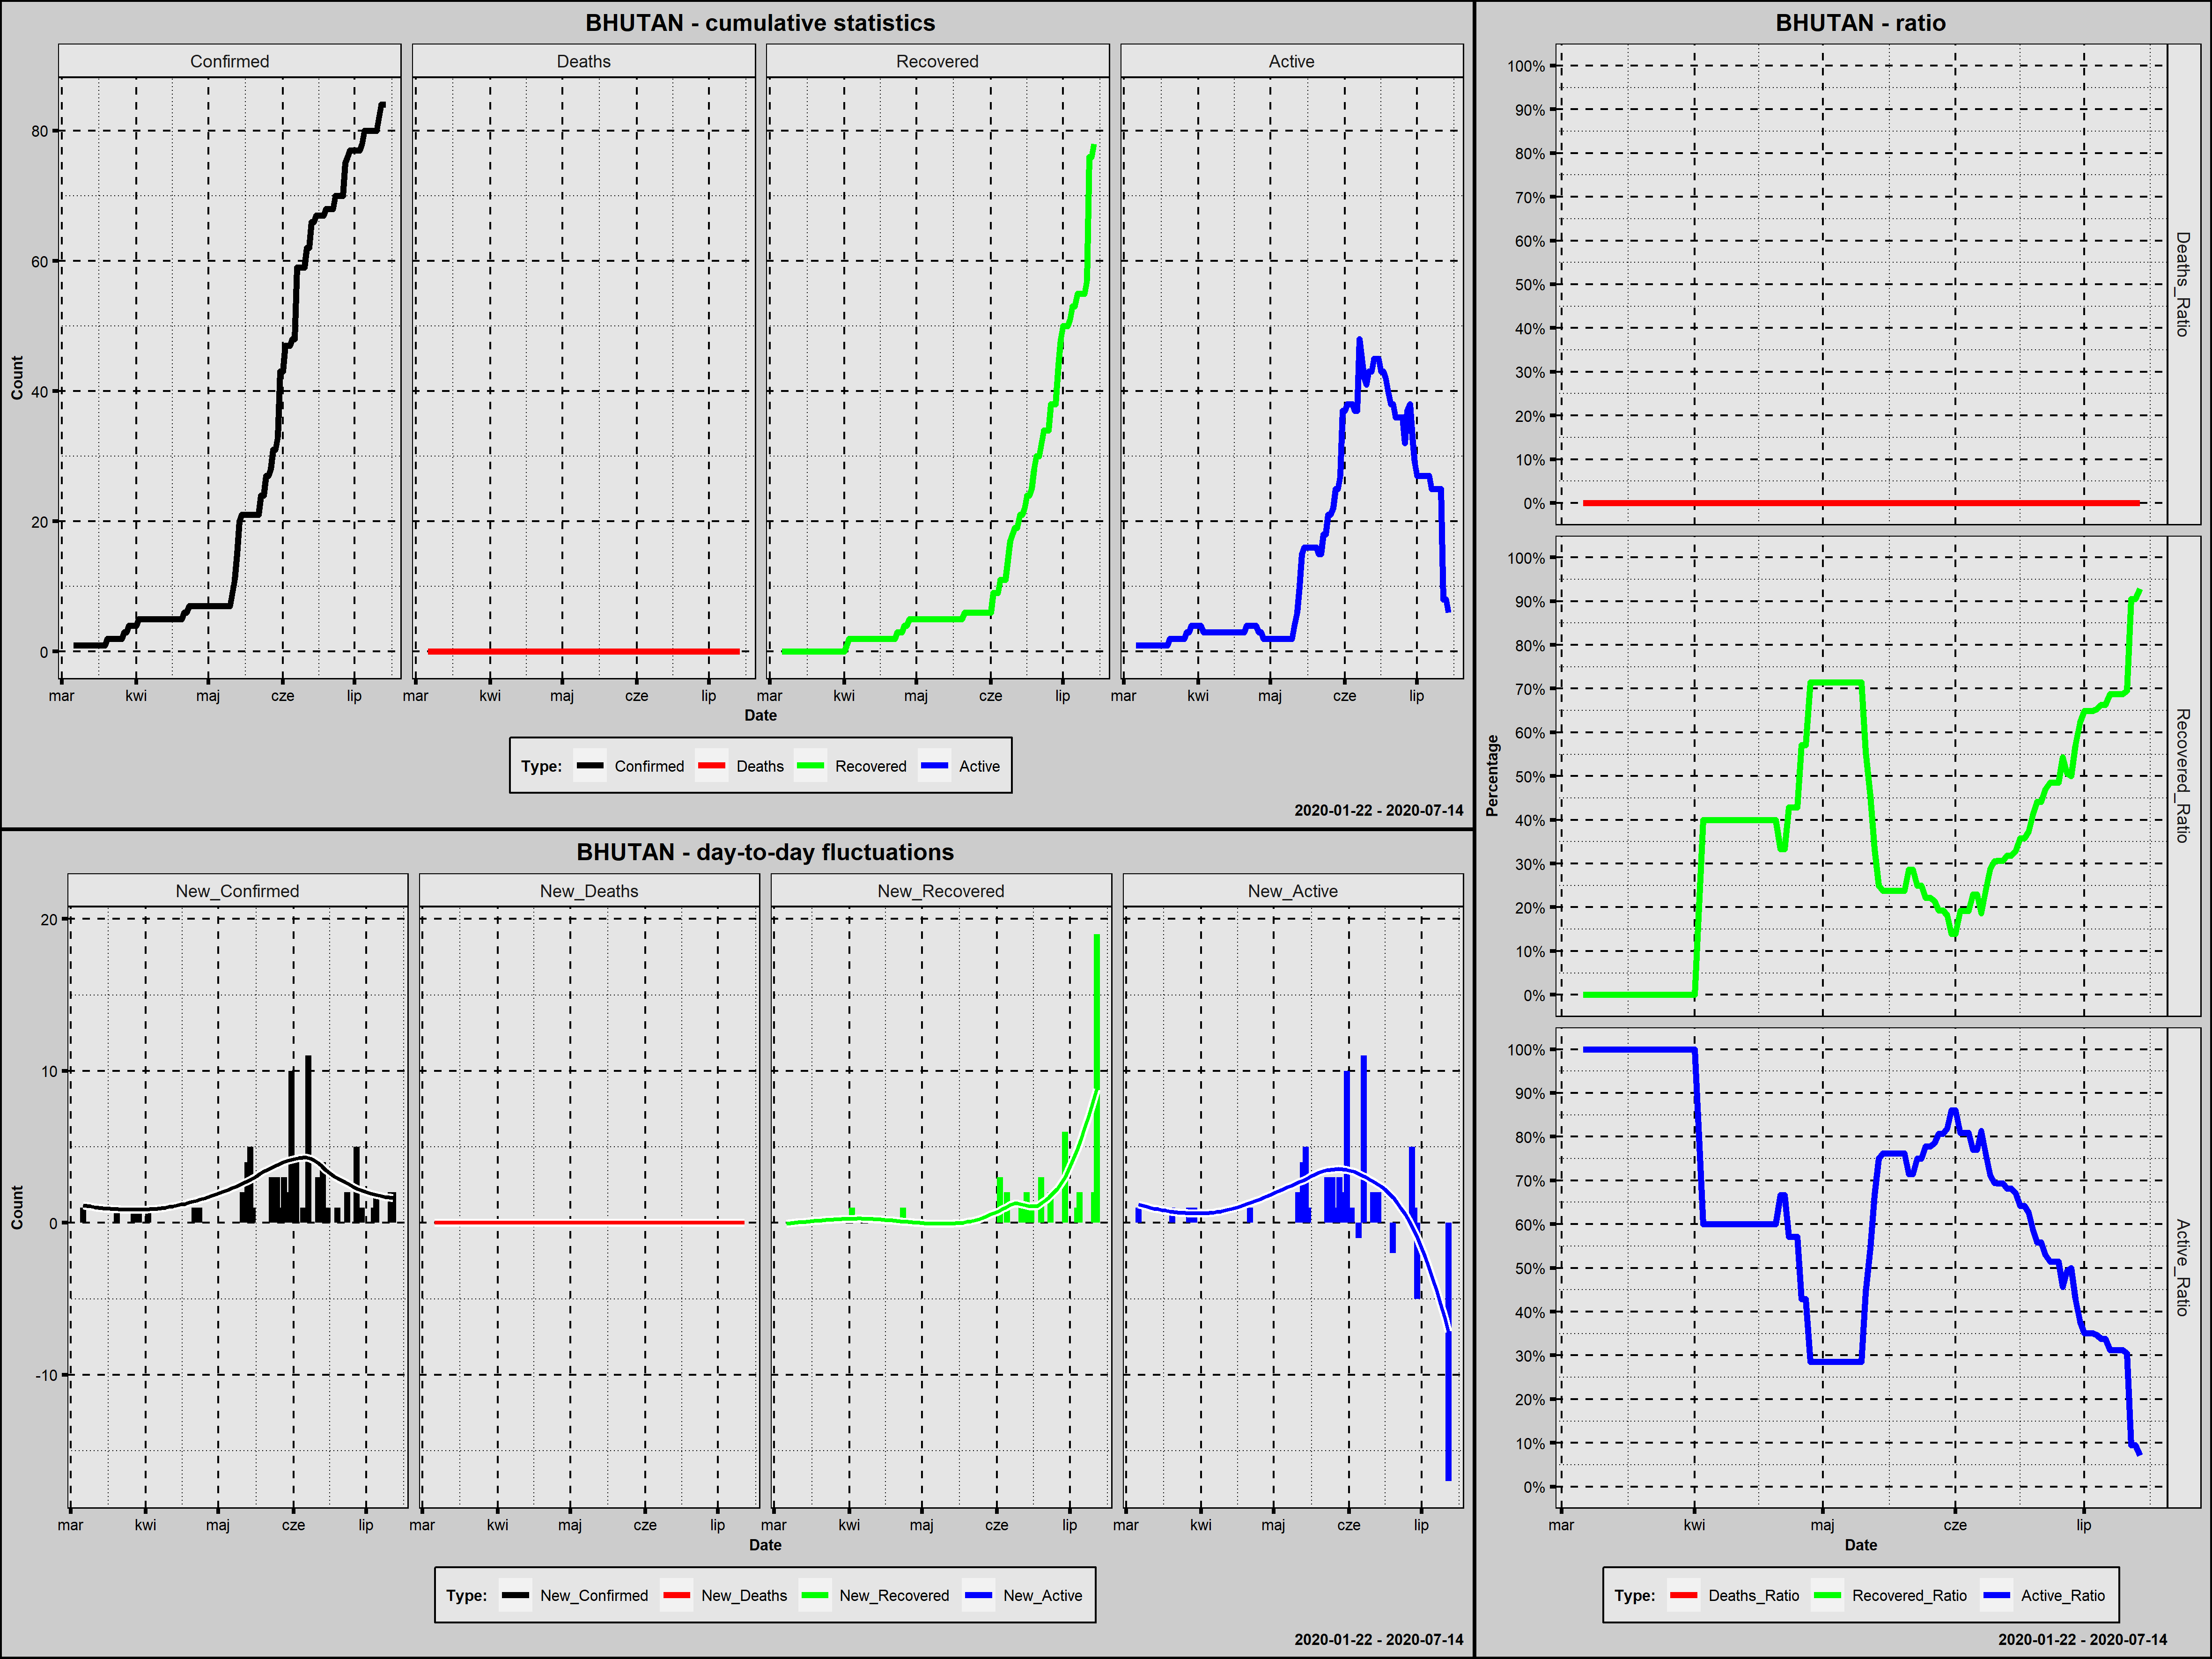 BHUTAN - cumulative statistics
Confirmed Deaths Recovered Active
Count
80
60
40
20
0
mar kwi maj cze lip mar kwi maj cze lip mar kwi maj cze lip mar kwi maj cze lip
Date
Type: Confirmed Deaths Recovered Active
2020-01-22 - 2020-07-14
BHUTAN - day-to-day fluctuations
New_Confirmed New_Deaths New_Recovered New_Active
Count
20
10
0
-10
mar kwi maj cze lip mar kwi maj cze lip mar kwi maj cze lip mar kwi maj cze lip
Date
Type: New_Confirmed New_Deaths New_Recovered New_Active
2020-01-22 - 2020-07-14
BHUTAN - ratio
Percentage
100%
90%
80%
70%
60%
50%
40%
30%
20%
10%
0%
Deaths_Ratio
100%
90%
80%
70%
60%
50%
40%
30%
20%
10%
0%
Recovered_Ratio
100%
90%
80%
70%
60%
50%
40%
30%
20%
10%
0%
Active_Ratio
mar kwi maj cze lip
Date
Type: Deaths_Ratio Recovered_Ratio Active_Ratio
2020-01-22 - 2020-07-14